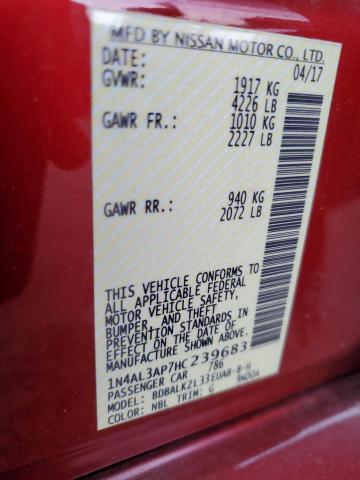 MFD BY NISSAN MOTOR CO., LTD.
DATE: 04/17
GVWR: 1917 KG
4226 LB
GAWR FR.: 1010 KG
2227 LB
GAWR RR.: 940 KG
2072 LB
THIS VEHICLE CONFORMS TO
ALL APPLICABLE FEDERAL
MOTOR VEHICLE SAFETY,
BUMPER, AND THEFT
PREVENTION STANDARDS IN
EFFECT ON THE DATE OF
MANUFACTURE SHOWN ABOVE.
1N4AL3AP7HC239683
PASSENGER CAR 786
MODEL: BDBALKZL33EUAB-B-H
COLOR: NBL TRIM: G 9N00A